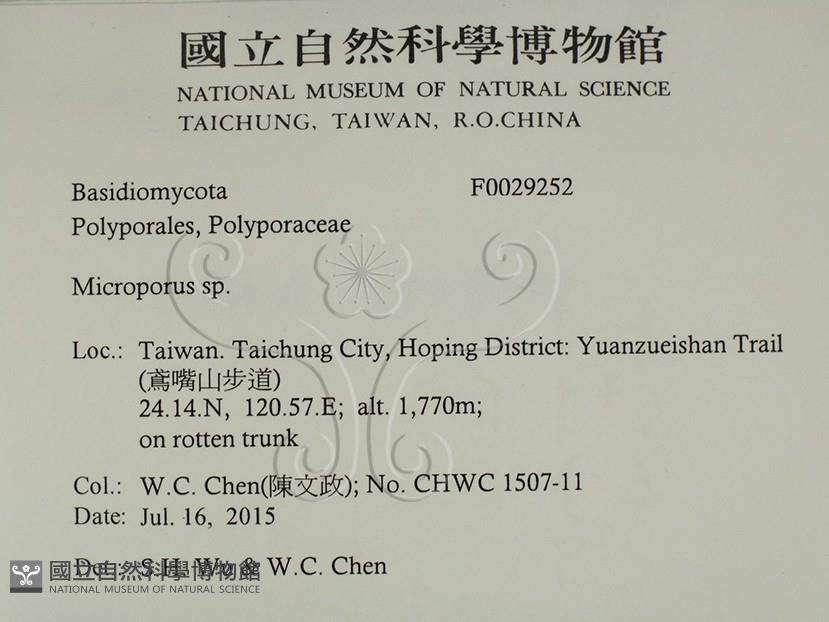 國立自然科學博物館
NATIONAL MUSEUM OF NATURAL SCIENCE
TAICHUNG, TAIWAN, R.O.CHINA
Basidiomycota F0029252
Polyporales, Polyporaceae
Microporus sp.
Loc.: Taiwan. Taichung City, Hoping District: Yuanzueishan Trail
(鳶嘴山步道)
24.14.N, 120.57.E; alt. 1,770m;
on rotten trunk
Col.: W.C. Chen(陳文政); No. CHWC 1507-11
Date: Jul. 16, 2015
Det.: S.H. Wu & W.C. Chen
國立自然科學博物館
NATIONAL MUSEUM OF NATURAL SCIENCE